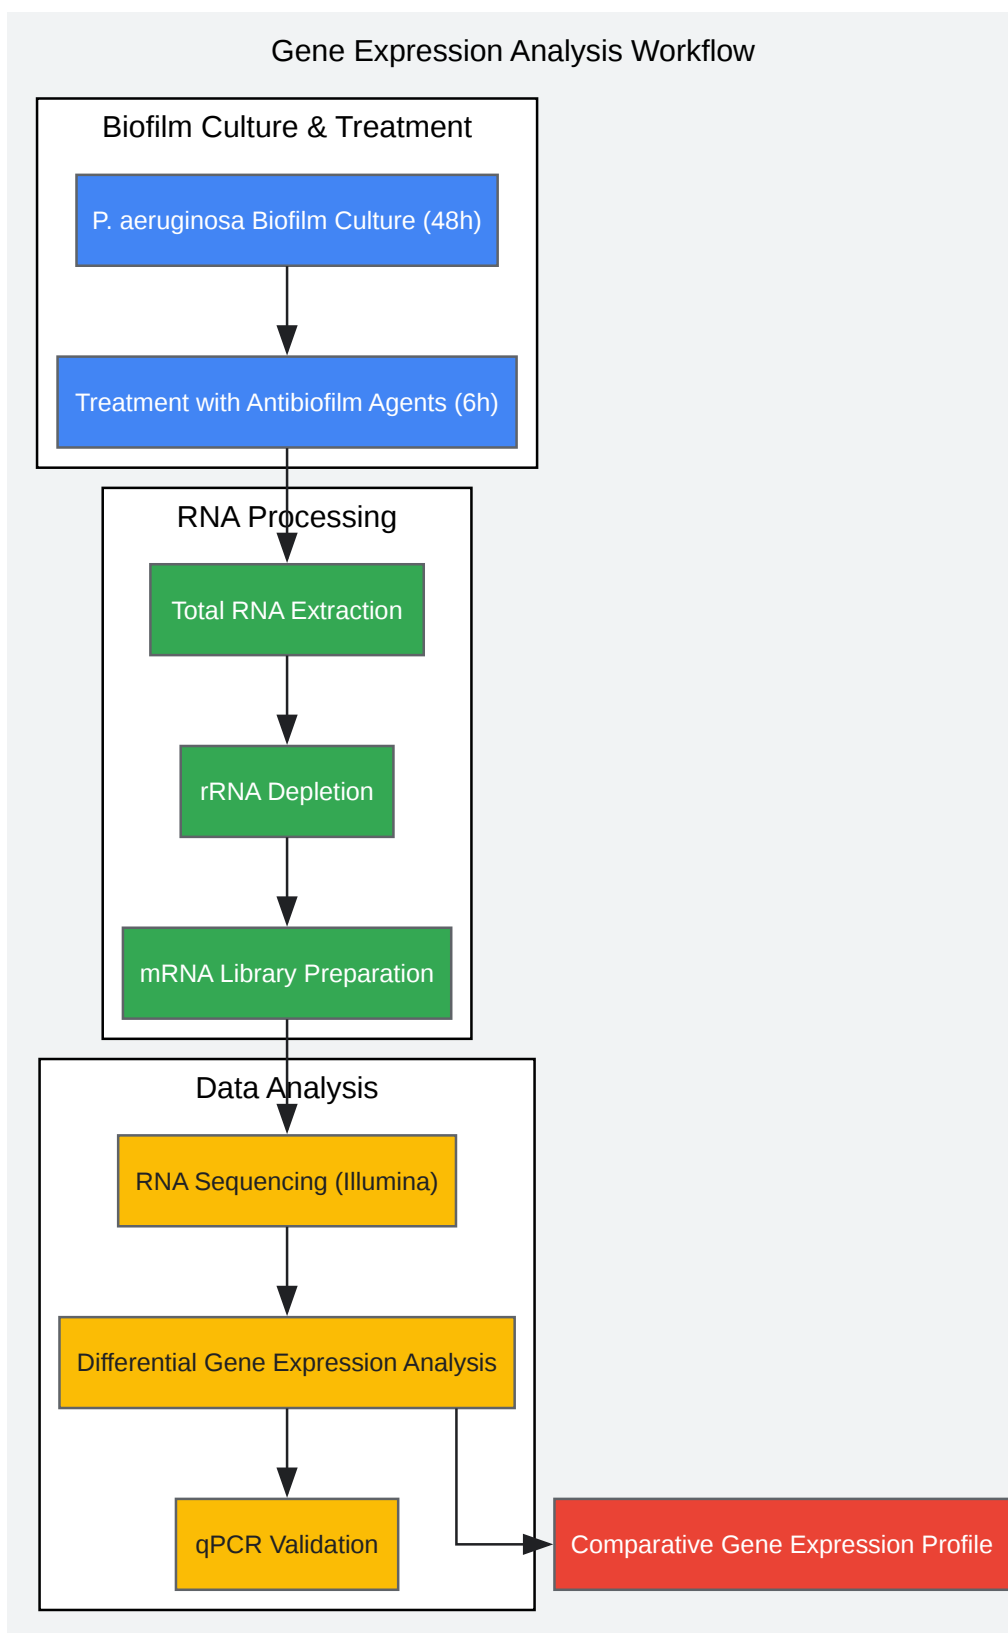 Gene Expression Analysis Workflow
Biofilm Culture & Treatment
P. aeruginosa Biofilm Culture (48h)
Treatment with Antibiofilm Agents (6h)
RNA Processing
Total RNA Extraction
rRNA Depletion
mRNA Library Preparation
Data Analysis
RNA Sequencing (Illumina)
Differential Gene Expression Analysis
qPCR Validation
Comparative Gene Expression Profile